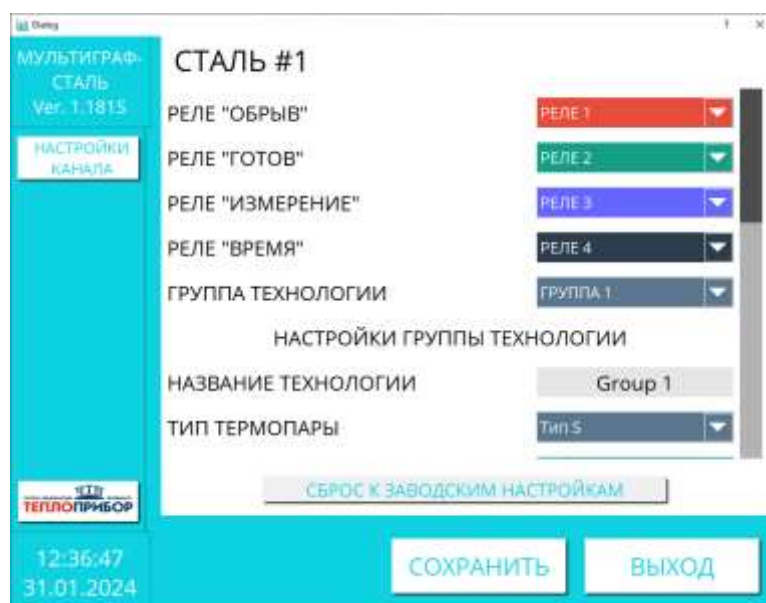 Dialog
? ×
МУЛЬТИГРАФ-
СТАЛЬ
Ver. 1.1815
НАСТРОЙКИ
КАНАЛА
СТАЛЬ #1
РЕЛЕ "ОБРЫВ" РЕЛЕ 1
РЕЛЕ "ГОТОВ" РЕЛЕ 2
РЕЛЕ "ИЗМЕРЕНИЕ" РЕЛЕ 3
РЕЛЕ "ВРЕМЯ" РЕЛЕ 4
ГРУППА ТЕХНОЛОГИИ ГРУППА 1
НАСТРОЙКИ ГРУППЫ ТЕХНОЛОГИИ
НАЗВАНИЕ ТЕХНОЛОГИИ Group 1
ТИП ТЕРМОПАРЫ Тип S
СБРОС К ЗАВОДСКИМ НАСТРОЙКАМ
ТЕПЛОПРИБОР
12:36:47
31.01.2024
СОХРАНИТЬ
ВЫХОД